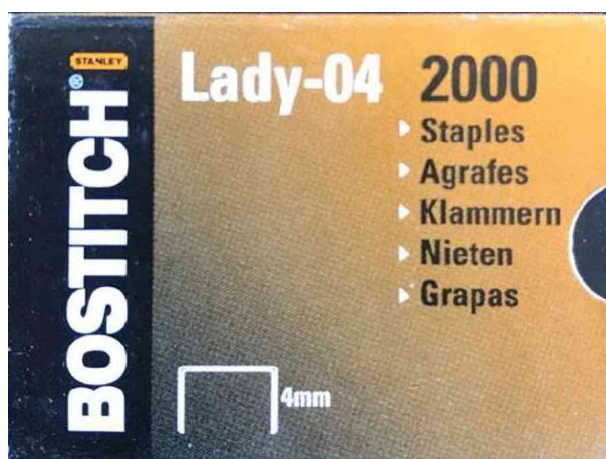 STANLEY
BOSTITCH®
Lady-04
2000
Staples
Agrafes
Klammern
Nieten
Grapas
4mm